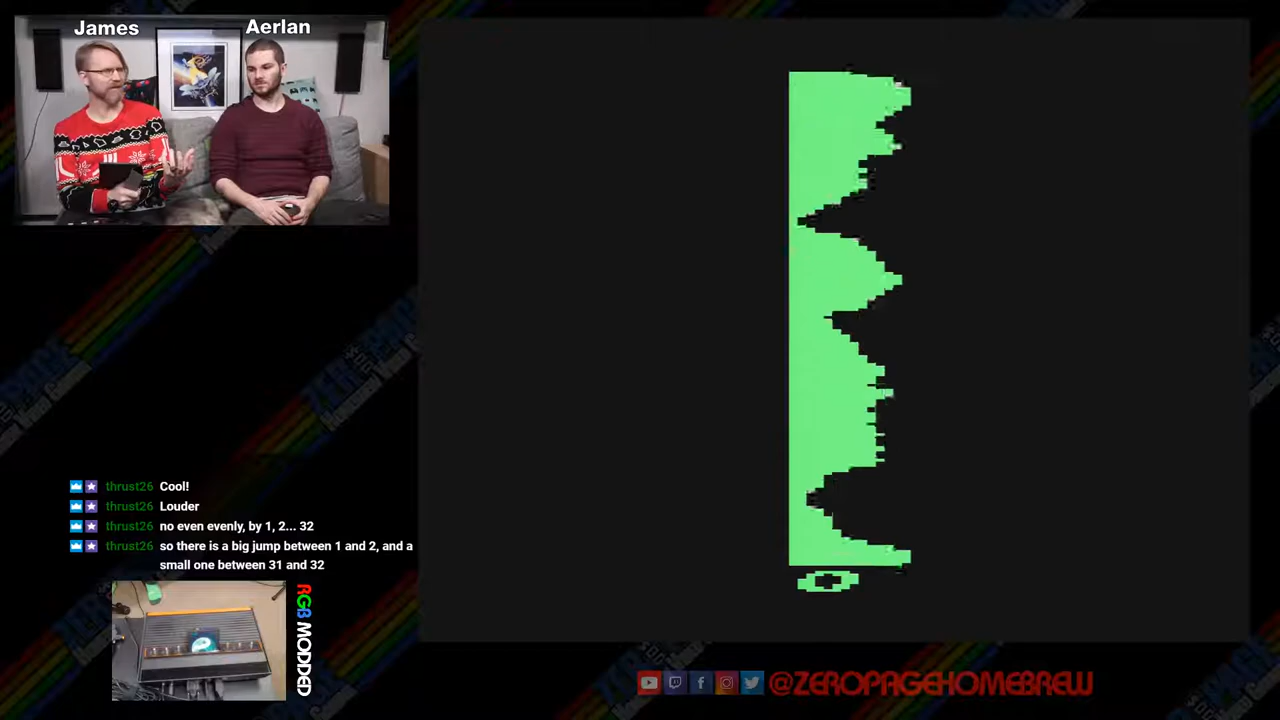 James
Aerlan
thrust26 Cool!
thrust26 Louder
thrust26 no even evenly, by 1, 2... 32
thrust26 so there is a big jump between 1 and 2, and a
small one between 31 and 32
RGB MODDED
@ZEROPAGEHOMEBREW